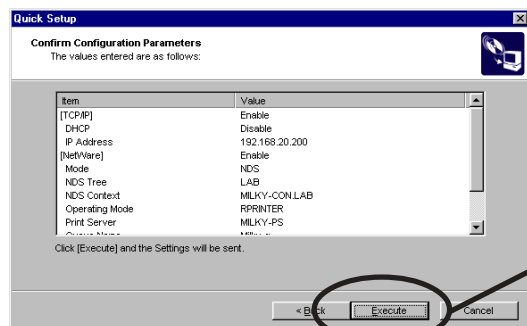 Quick Setup
Confirm Configuration Parameters
The values entered are as follows:
Item Value
[TCP/IP] Enable
DHCP Disable
IP Address 192.168.20.200
[NetWare] Enable
Mode NDS
NDS Tree LAB
NDS Context MILKY-CON.LAB
Operating Mode RPRINTER
Print Server MILKY-PS
Click [Execute] and the Settings will be sent.
< Back Execute Cancel